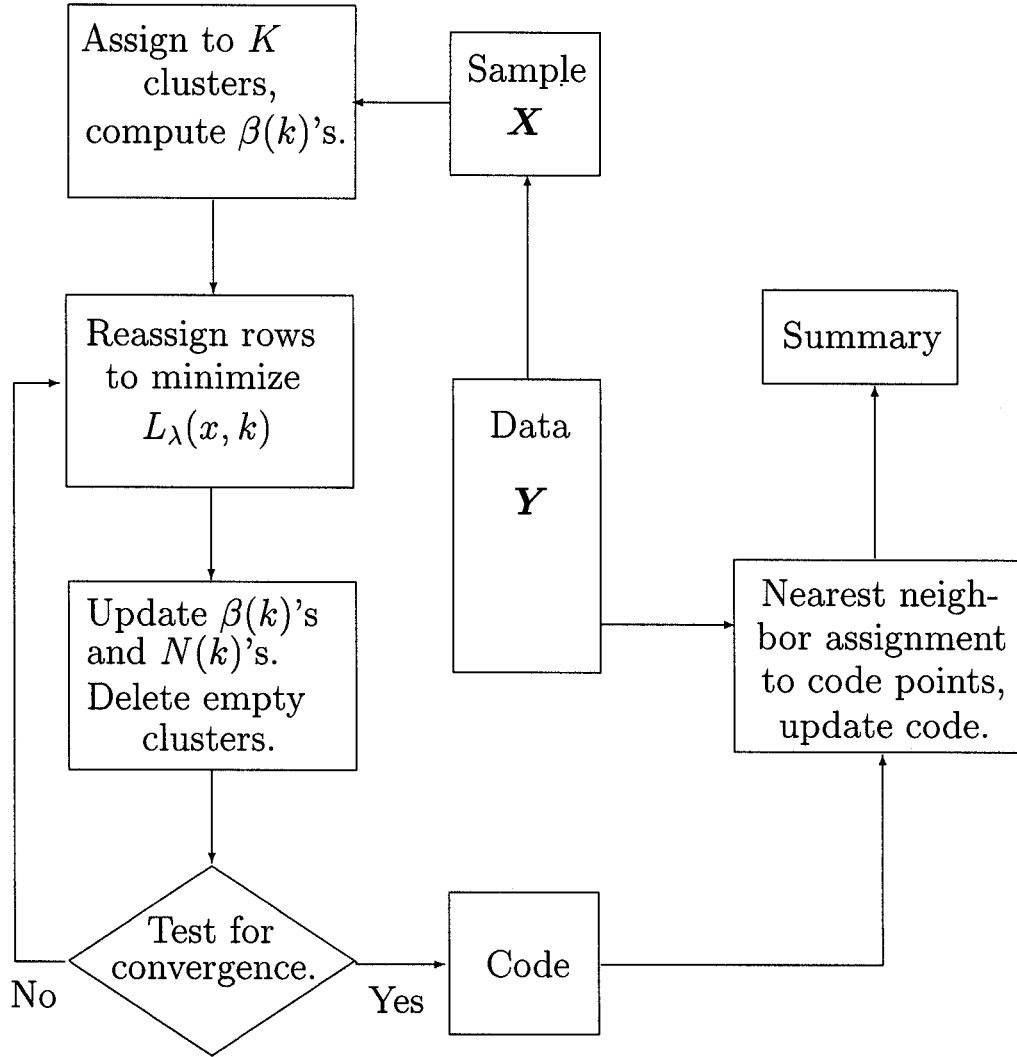 Assign to K
clusters,
compute β(k)'s.
Sample
X
Reassign rows
to minimize
L_λ(x, k)
Summary
Data
Y
Update β(k)'s
and N(k)'s.
Delete empty
clusters.
Nearest neigh-
bor assignment
to code points,
update code.
Test for
convergence.
No
Yes
Code